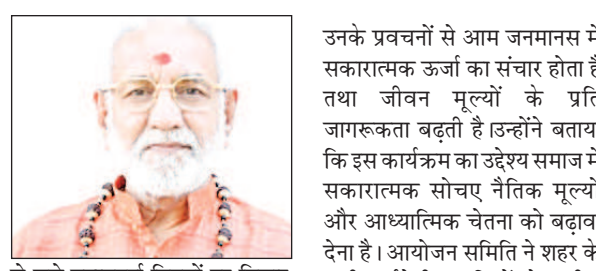 उनके प्रवचनों से आम जनमानस में
सकारात्मक ऊर्जा का संचार होता है
तथा जीवन मूल्यों के प्रति
जागरूकता बढ़ती है।उन्होंने बताया
कि इस कार्यक्रम का उद्देश्य समाज में
सकारात्मक सोचए नैतिक मूल्यों
और आध्यात्मिक चेतना को बढ़ावा
देना है। आयोजन समिति ने शहर के